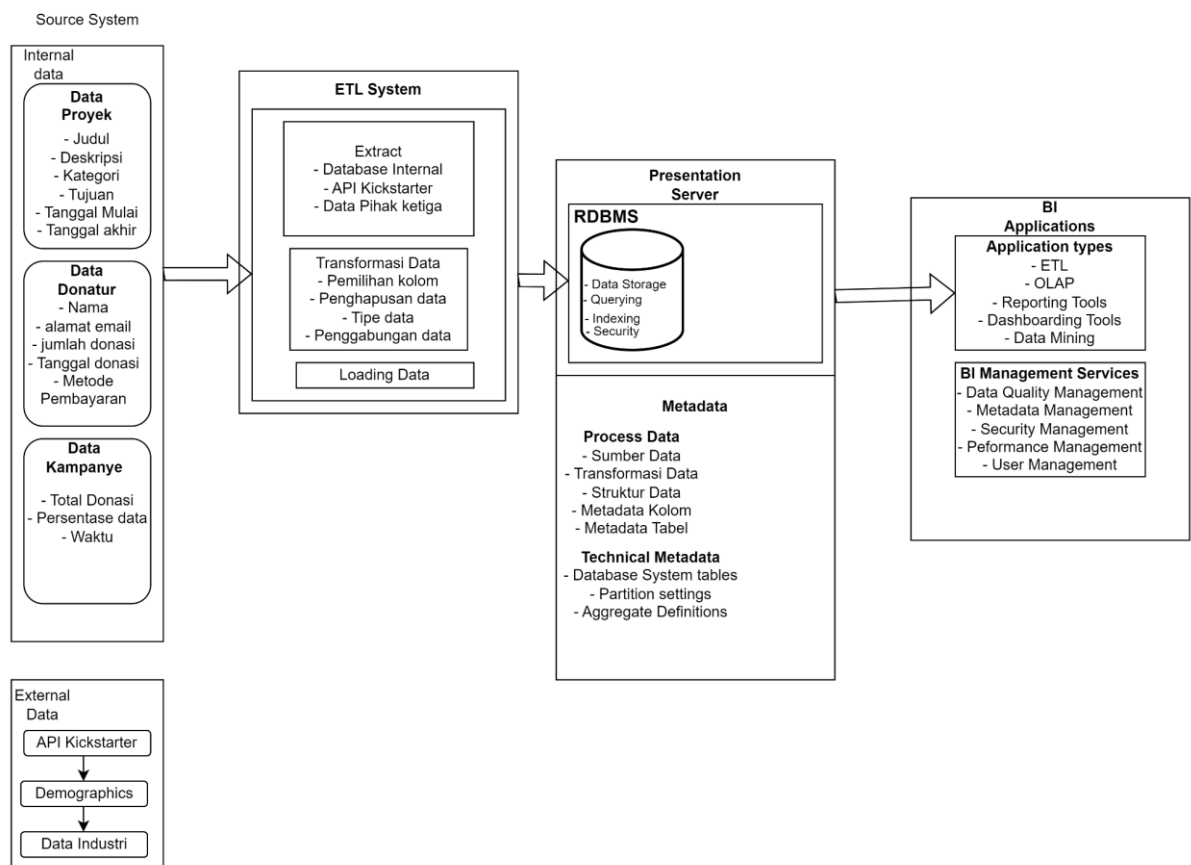 Source System
Internal
data
Data
Proyek
- Judul
- Deskripsi
- Kategori
- Tujuan
- Tanggal Mulai
- Tanggal akhir
Data
Donatur
- Nama
- alamat email
- jumlah donasi
- Tanggal donasi
- Metode
Pembayaran
Data
Kampanye
- Total Donasi
- Persentase data
- Waktu
External
Data
API Kickstarter
Demographics
Data Industri
ETL System
Extract
- Database Internal
- API Kickstarter
- Data Pihak ketiga
Transformasi Data
- Pemilihan kolom
- Penghapusan data
- Tipe data
- Penggabungan data
Loading Data
Presentation
Server
RDBMS
- Data Storage
- Querying
- Indexing
- Security
Metadata
Process Data
- Sumber Data
- Transformasi Data
- Struktur Data
- Metadata Kolom
- Metadata Tabel
Technical Metadata
- Database System tables
- Partition settings
- Aggregate Definitions
BI
Applications
Application types
- ETL
- OLAP
- Reporting Tools
- Dashboarding Tools
- Data Mining
BI Management Services
- Data Quality Management
- Metadata Management
- Security Management
- Peformance Management
- User Management